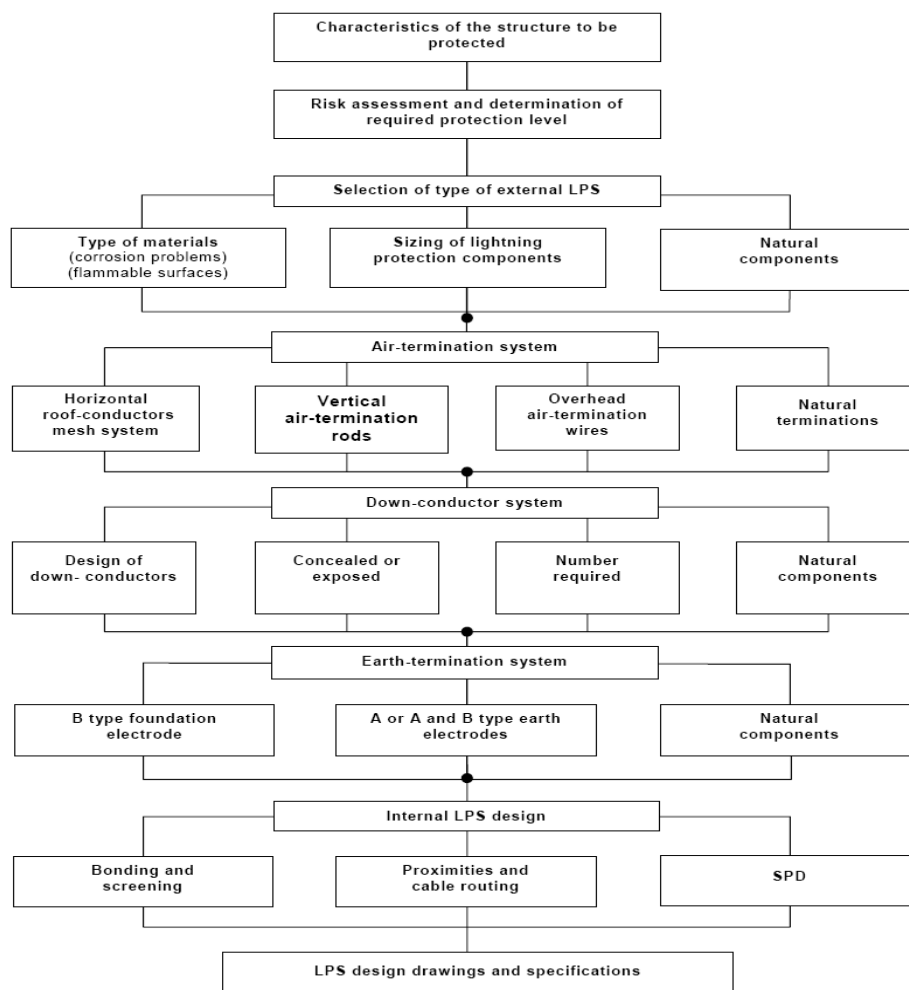 Characteristics of the structure to be
protected
Risk assessment and determination of
required protection level
Selection of type of external LPS
Type of materials
(corrosion problems)
(flammable surfaces)
Sizing of lightning
protection components
Natural
components
Air-termination system
Horizontal
roof-conductors
mesh system
Vertical
air-termination
rods
Overhead
air-termination
wires
Natural
terminations
Down-conductor system
Design of
down- conductors
Concealed or
exposed
Number
required
Natural
components
Earth-termination system
B type foundation
electrode
A or A and B type earth
electrodes
Natural
components
Internal LPS design
Bonding and
screening
Proximities and
cable routing
SPD
LPS design drawings and specifications